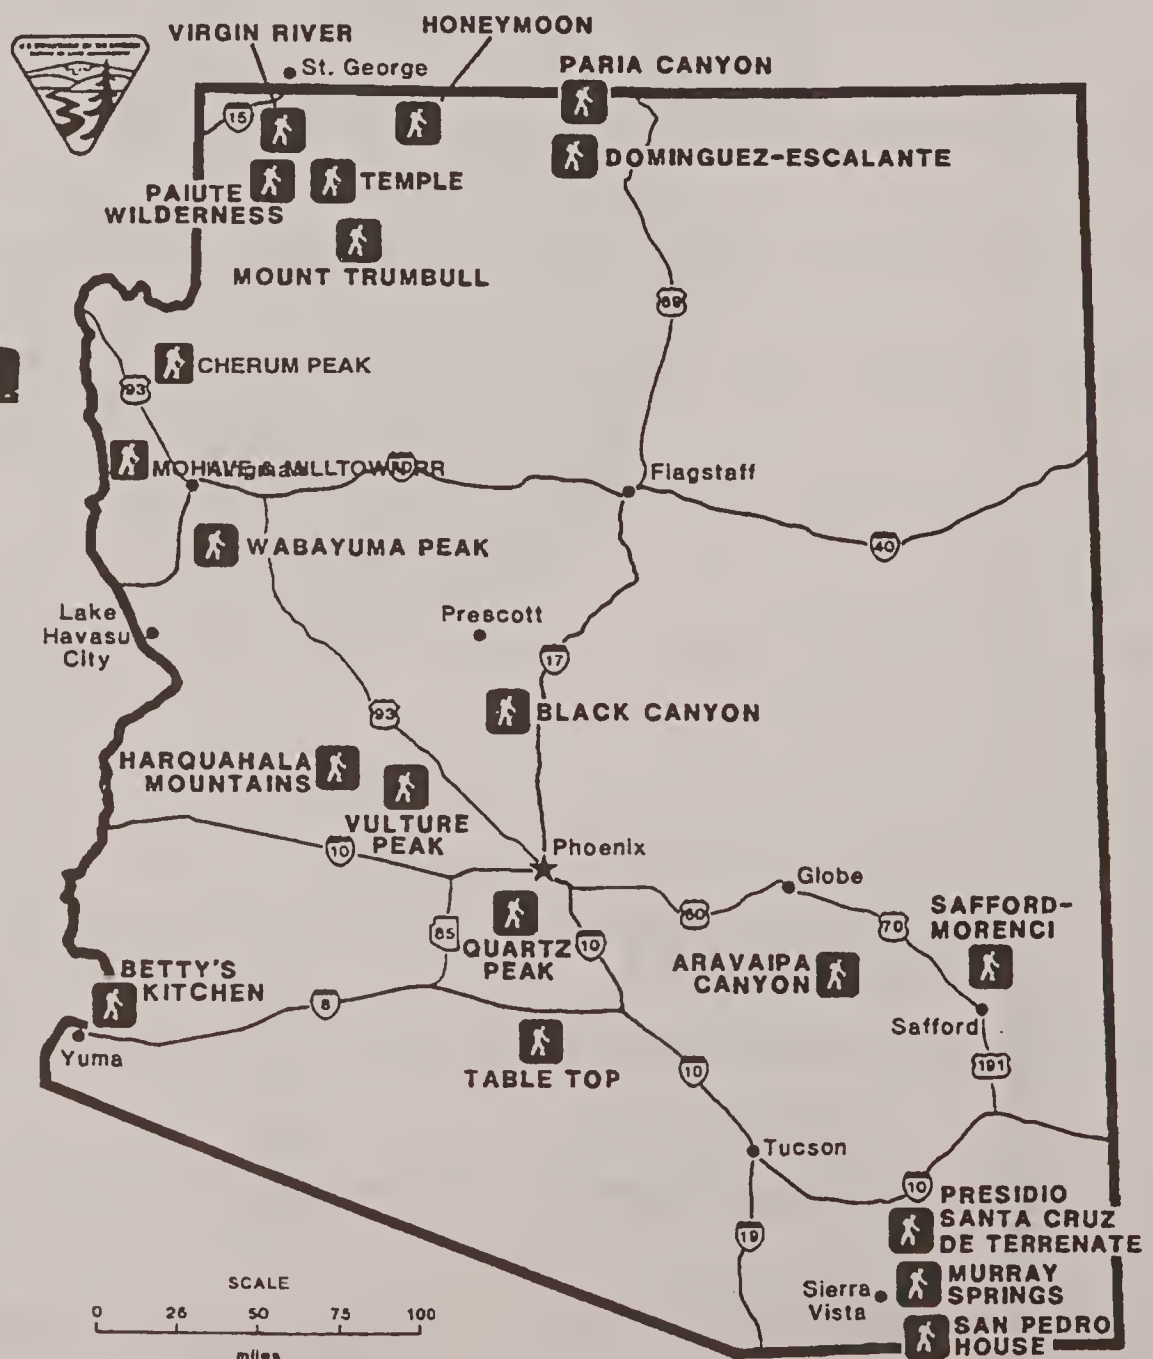 VIRGIN RIVER
HONEYMOON
St. George
PARIA CANYON
15
DOMINGUEZ-ESCALANTE
PAIUTE
WILDERNESS
TEMPLE
MOUNT TRUMBULL
89
CHERUM PEAK
93
MOHAVE & MILLTOWN RR
Flagstaff
40
WABAYUMA PEAK
Lake
Havasu
City
Prescott
17
93
BLACK CANYON
HARQUAHALA
MOUNTAINS
VULTURE
PEAK
10
Phoenix
Globe
60
70
SAFFORD-
MORENCI
85
QUARTZ
PEAK
10
ARAVAIPA
CANYON
BETTY'S
KITCHEN
8
Safford
Yuma
TABLE TOP
10
191
Tucson
10
PRESIDIO
SANTA CRUZ
DE TERRENATE
19
MURRAY
SPRINGS
Sierra
Vista
SAN PEDRO
HOUSE
SCALE
0 25 50 75 100
miles